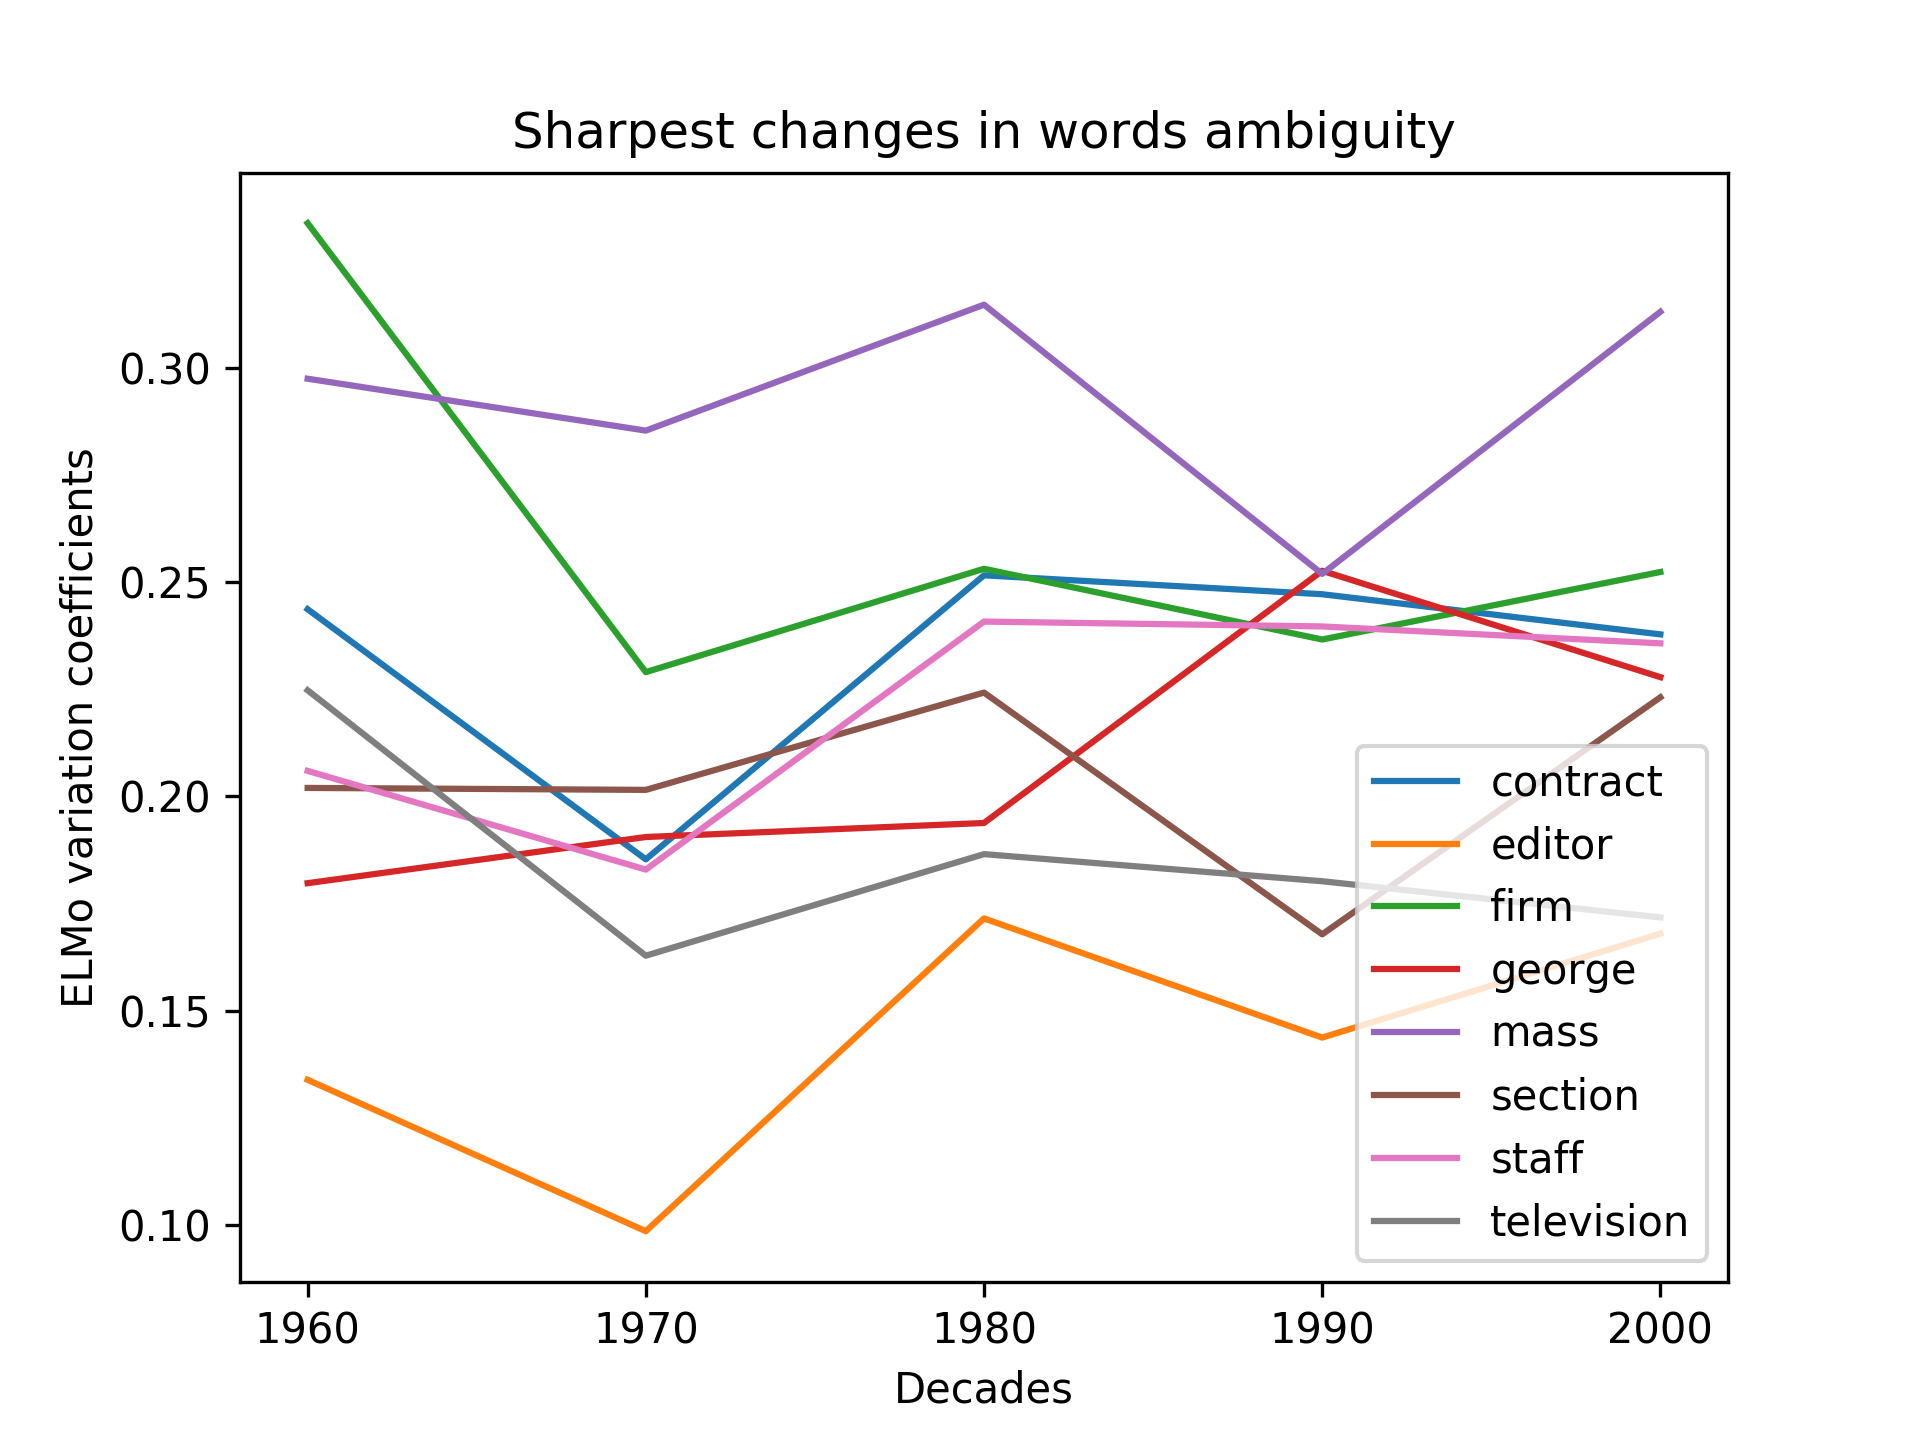 Sharpest changes in words ambiguity
ELMo variation coefficients
0.30
0.25
0.20
0.15
0.10
contract
editor
firm
george
mass
section
staff
television
1960 1970 1980 1990 2000
Decades